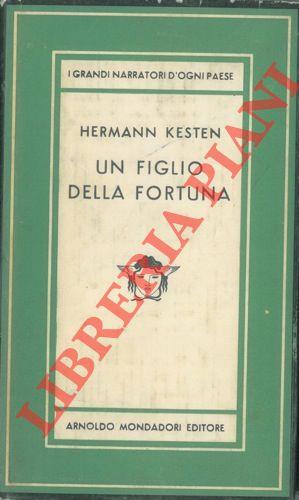 I GRANDI NARRATORI D'OGNI PAESE
HERMANN KESTEN
UN FIGLIO
DELLA FORTUNA
ARNOLDO MONDADORI EDITORE
LIBRERIA PIANI